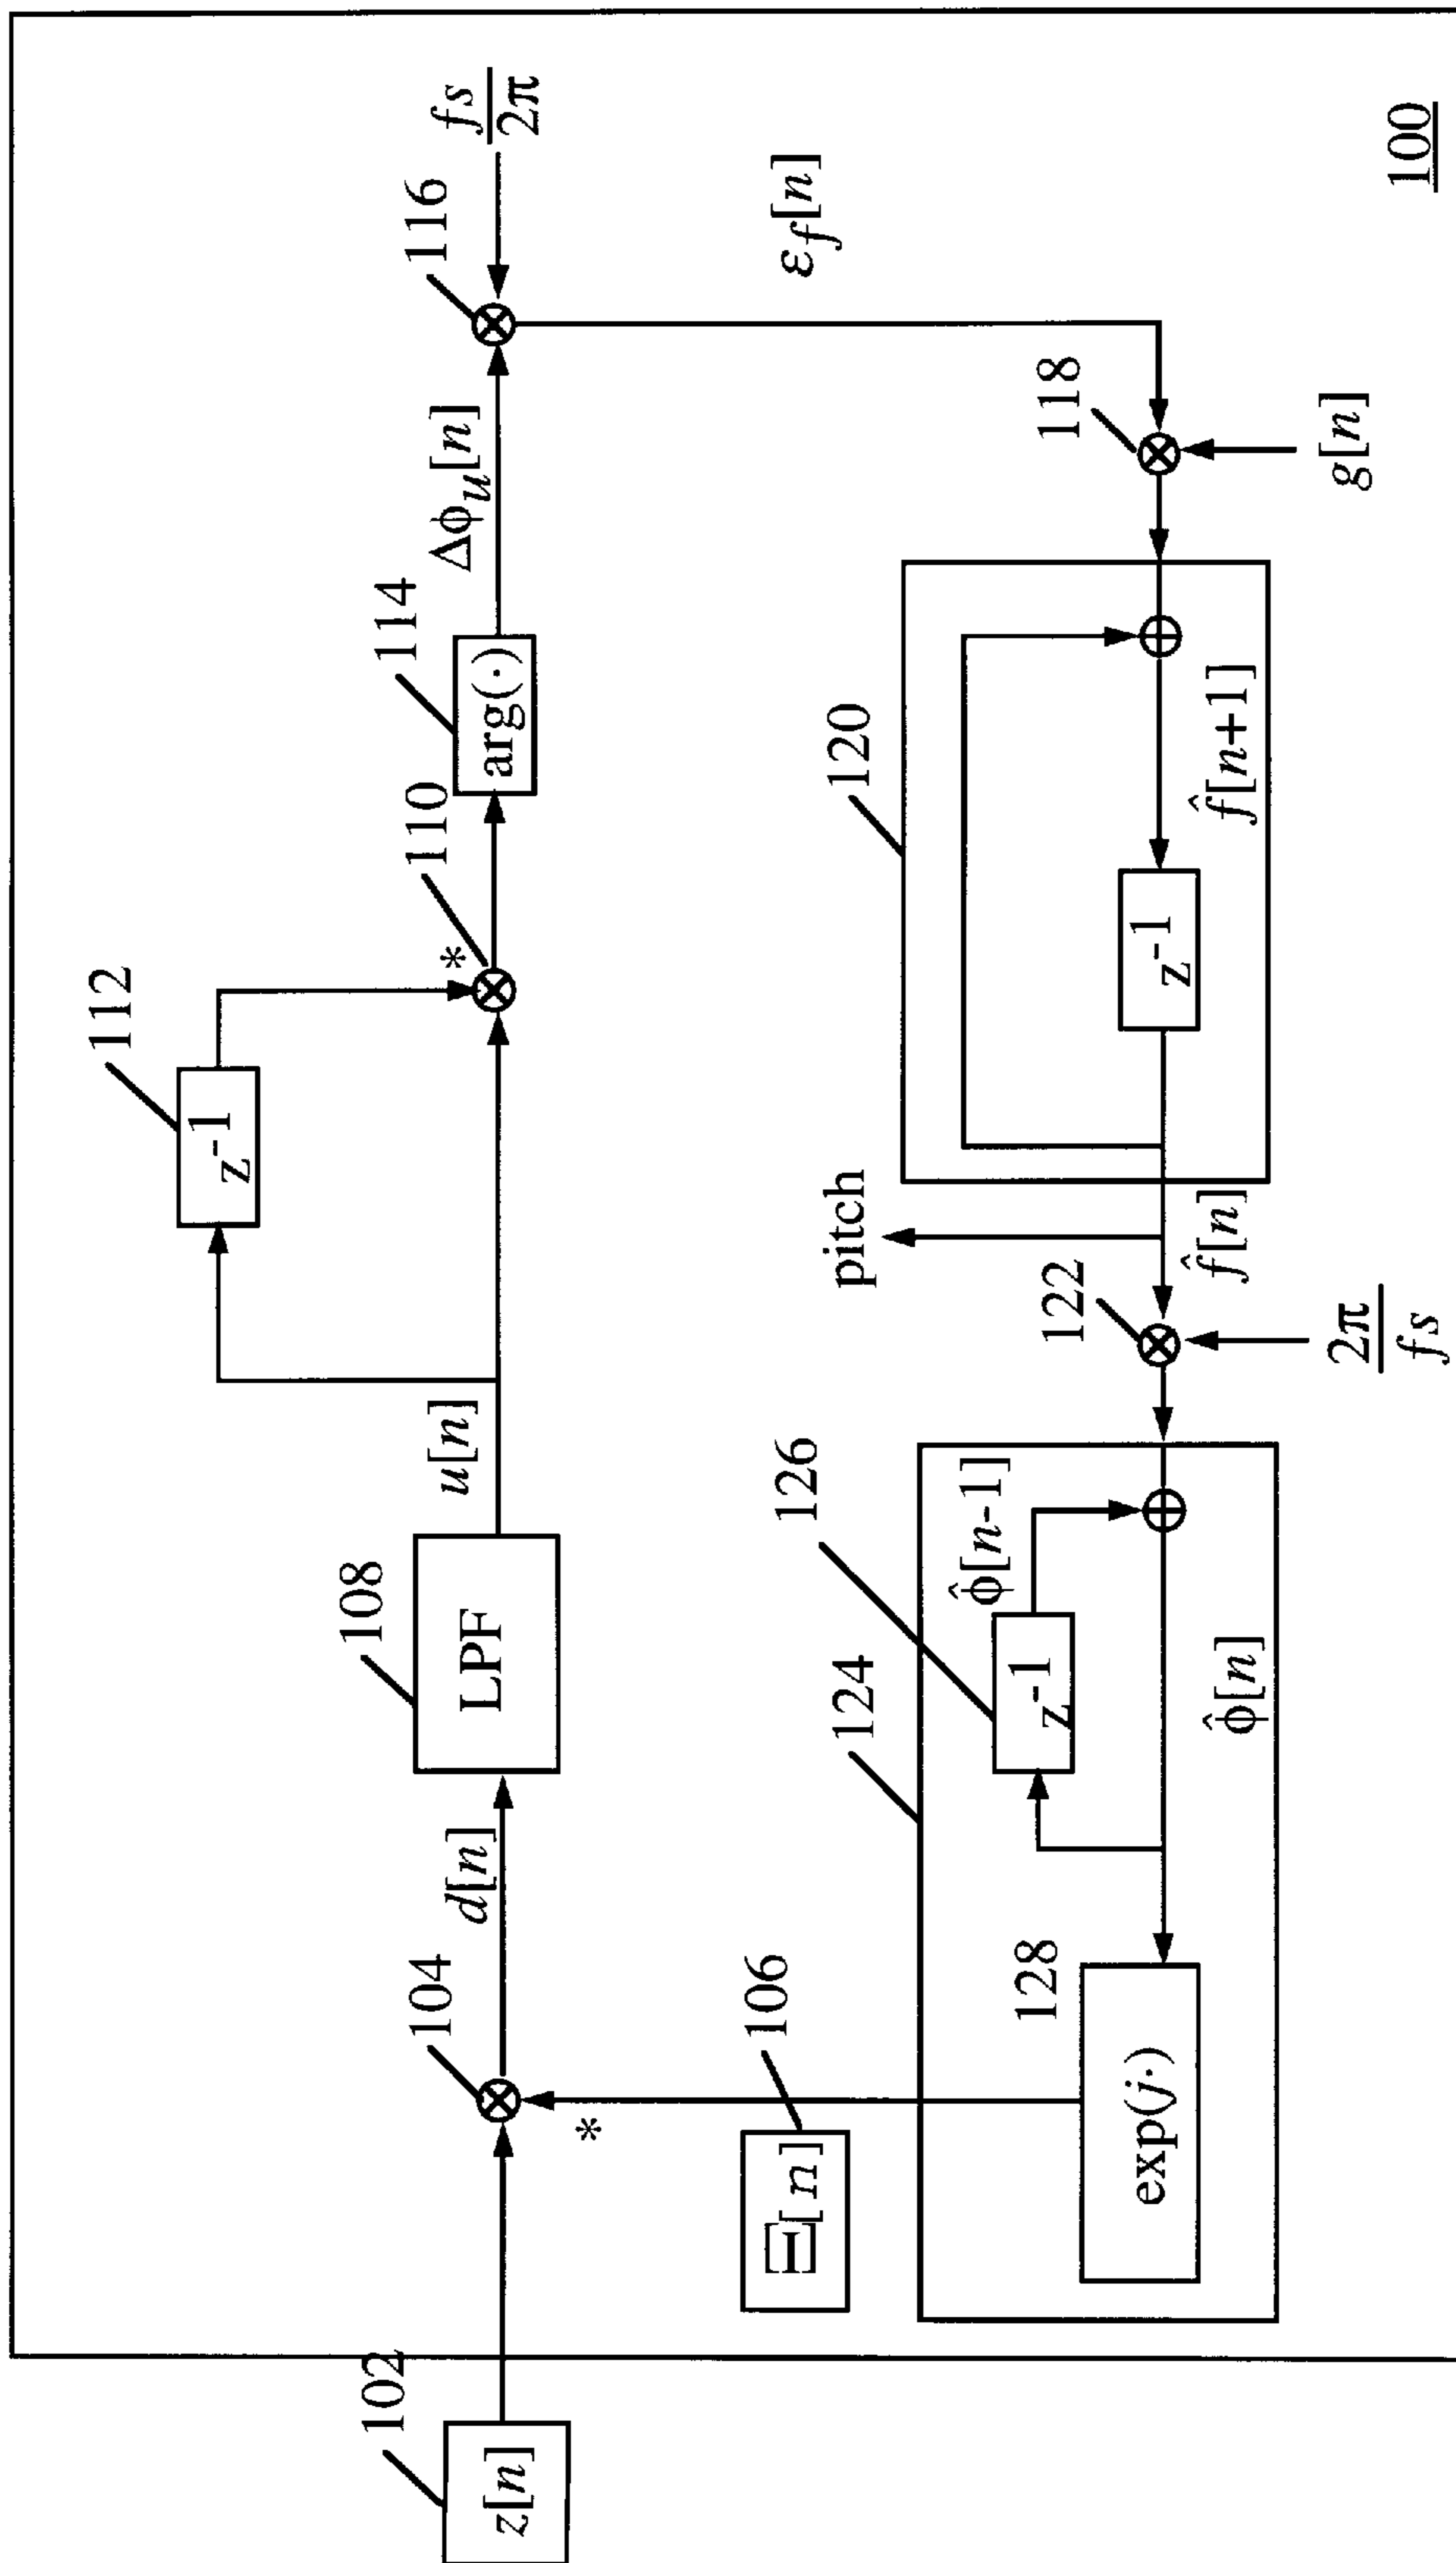 102
z[n]
104
*
d[n]
108
LPF
u[n]
112
z⁻¹
110
*
114
arg(·)
Δϕu[n]
116
fs
2π
εf[n]
106
Ξ[n]
124
128
exp(j·)
126
z⁻¹
ϕ̂[n-1]
ϕ̂[n]
122
2π
fs
pitch
f̂[n]
120
z⁻¹
f̂[n+1]
118
g[n]
100